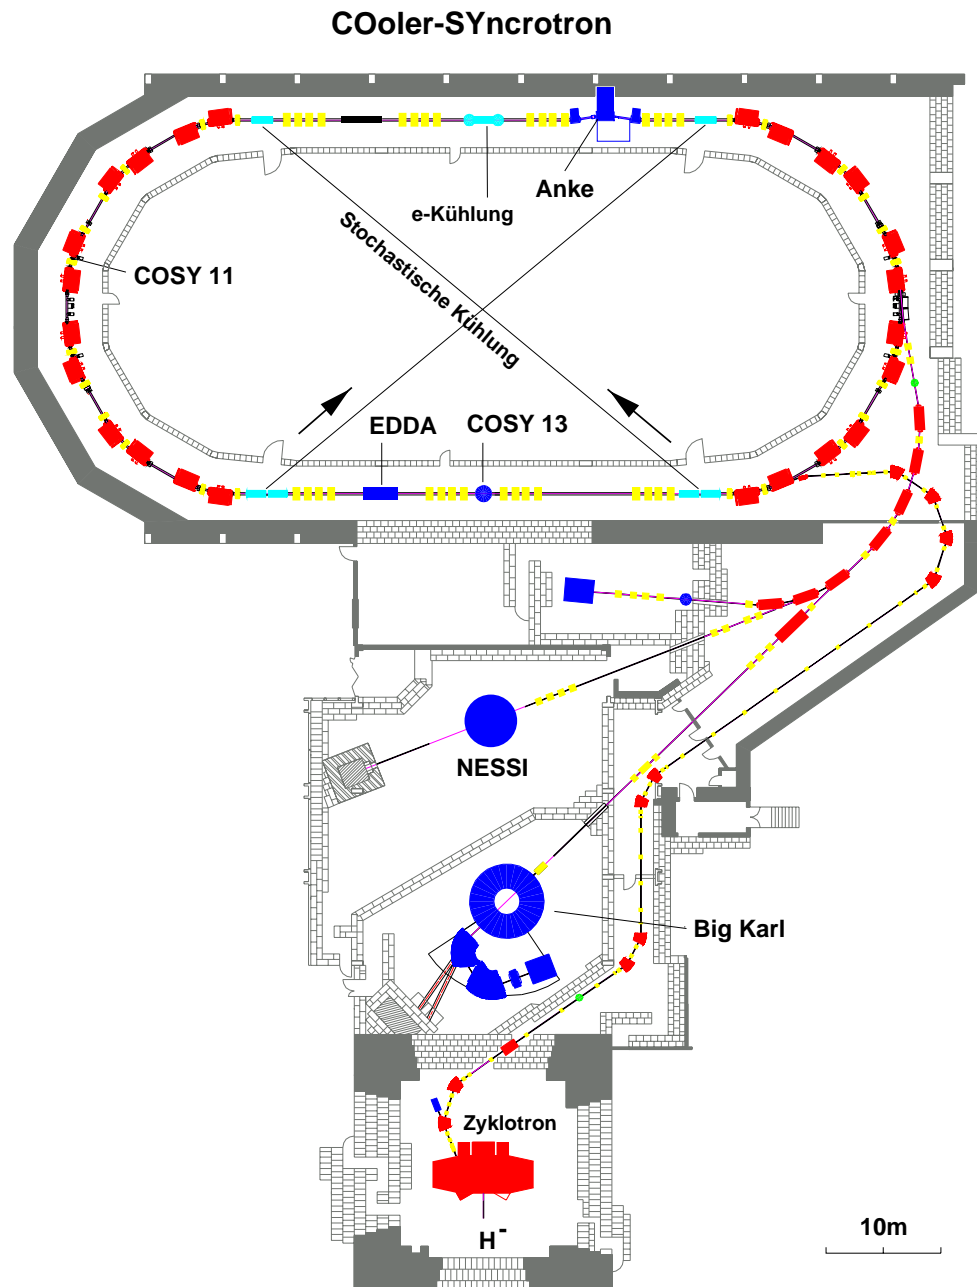 COoler-SYncrotron
Anke
e-Kühlung
Stochastische Kühlung
COSY 11
EDDA
COSY 13
NESSI
Big Karl
Zyklotron
H-
10m